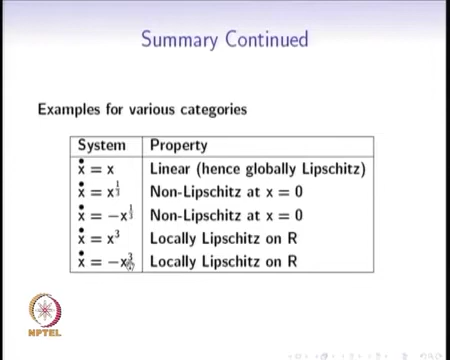 Summary Continued
Examples for various categories
System Property
ẋ = x Linear (hence globally Lipschitz)
ẋ = x^{1/3} Non-Lipschitz at x = 0
ẋ = −x^{1/3} Non-Lipschitz at x = 0
ẋ = x³ Locally Lipschitz on R
ẋ = −x³ Locally Lipschitz on R
NPTEL